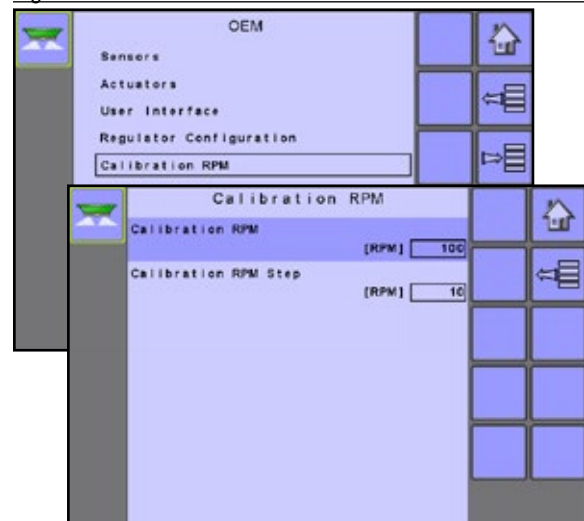 OEM
Sensors
Actuators
User Interface
Regulator Configuration
Calibration RPM
Calibration RPM
Calibration RPM
[RPM] 100
Calibration RPM Step
[RPM] 10